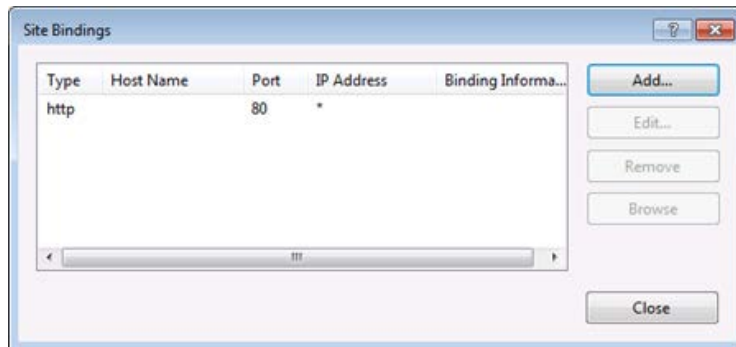 Site Bindings
Type Host Name Port IP Address Binding Informa...
http 80 *
Add...
Edit...
Remove
Browse
Close